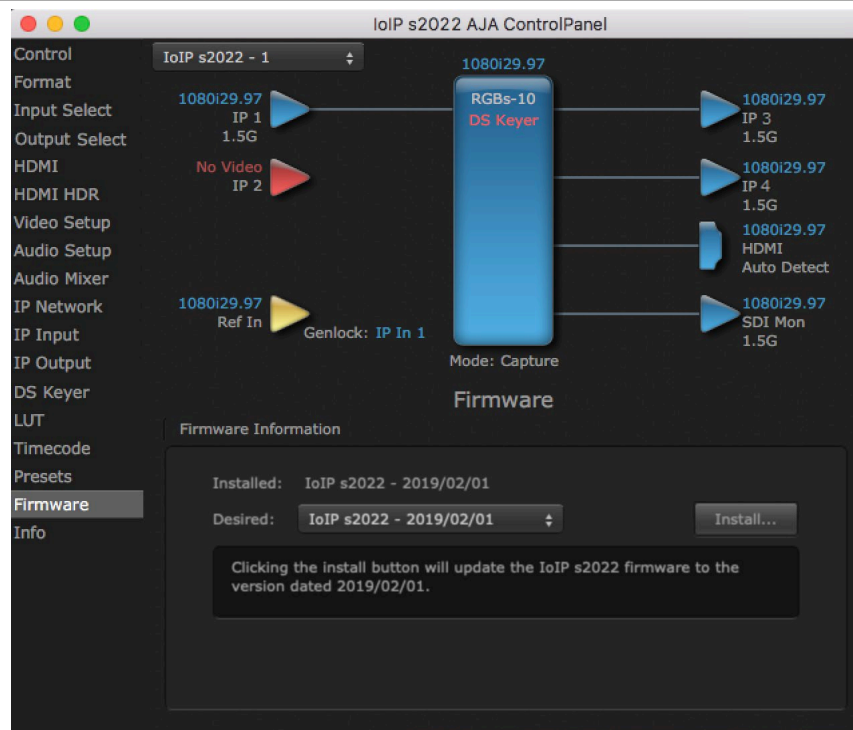 IoIP s2022 AJA ControlPanel
Control
Format
Input Select
Output Select
HDMI
HDMI HDR
Video Setup
Audio Setup
Audio Mixer
IP Network
IP Input
IP Output
DS Keyer
LUT
Timecode
Presets
Firmware
Info
IoIP s2022 - 1
1080i29.97
1080i29.97
IP 1
1.5G
No Video
IP 2
1080i29.97
Ref In
Genlock: IP In 1
RGBs-10
DS Keyer
Mode: Capture
1080i29.97
IP 3
1.5G
1080i29.97
IP 4
1.5G
1080i29.97
HDMI
Auto Detect
1080i29.97
SDI Mon
1.5G
Firmware
Firmware Information
Installed: IoIP s2022 - 2019/02/01
Desired: IoIP s2022 - 2019/02/01 Install...
Clicking the install button will update the IoIP s2022 firmware to the
version dated 2019/02/01.